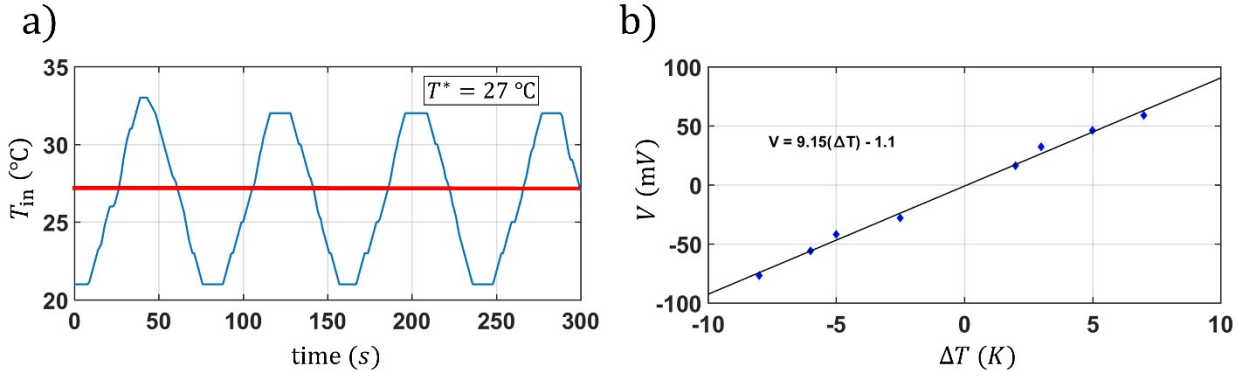 a)
35
30
25
20
T_in (°C)
T* = 27 °C
0 50 100 150 200 250 300
time (s)
b)
100
50
0
-50
-100
V (mV)
V = 9.15(ΔT) - 1.1
-10 -5 0 5 10
ΔT (K)